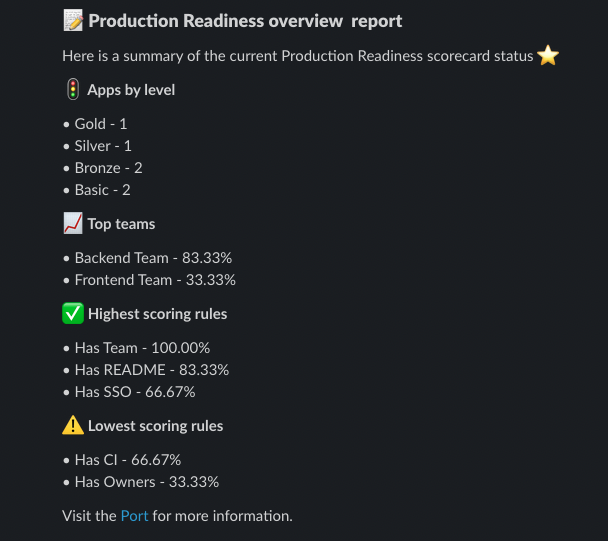 Production Readiness overview report
Here is a summary of the current Production Readiness scorecard status
Apps by level
• Gold - 1
• Silver - 1
• Bronze - 2
• Basic - 2
Top teams
• Backend Team - 83.33%
• Frontend Team - 33.33%
Highest scoring rules
• Has Team - 100.00%
• Has README - 83.33%
• Has SSO - 66.67%
Lowest scoring rules
• Has CI - 66.67%
• Has Owners - 33.33%
Visit the Port for more information.